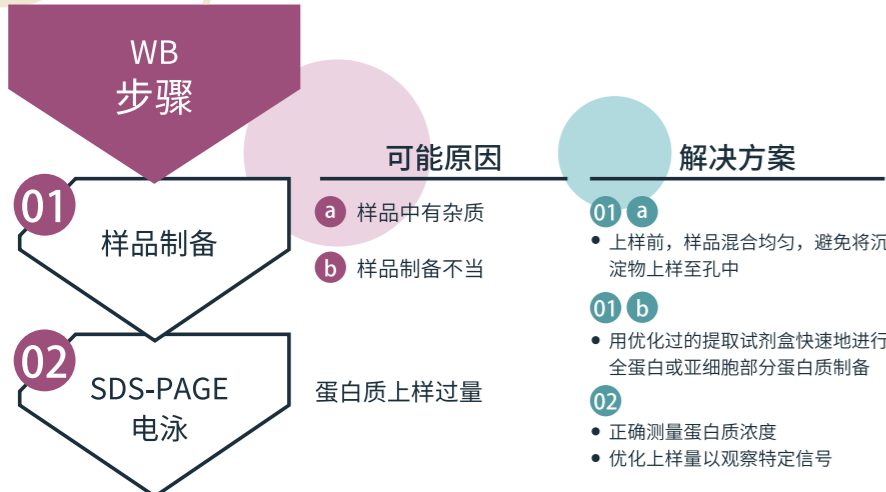 WB
步骤
可能原因
解决方案
01
样品制备
a 样品中有杂质
b 样品制备不当
01 a
• 上样前，样品混合均匀，避免将沉
淀物上样至孔中
01 b
• 用优化过的提取试剂盒快速地进行
全蛋白或亚细胞部分蛋白质制备
02
SDS-PAGE
电泳
蛋白质上样过量
02
• 正确测量蛋白质浓度
• 优化上样量以观察特定信号